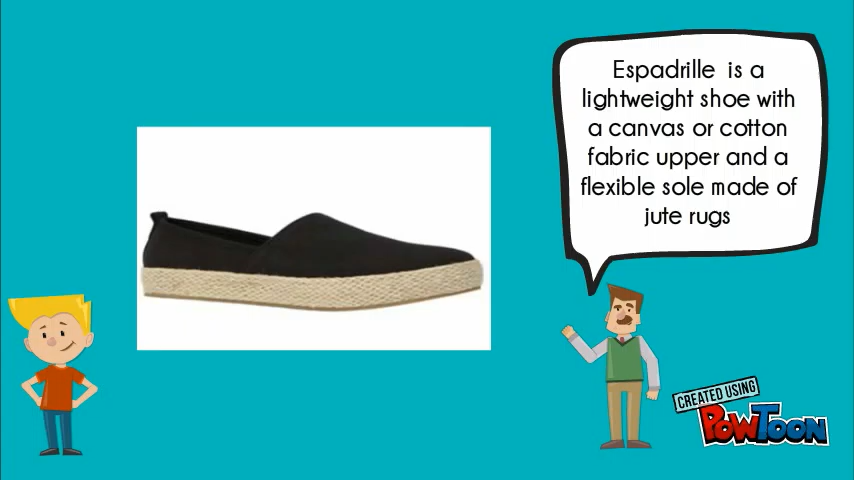 Espadrille is a
lightweight shoe with
a canvas or cotton
fabric upper and a
flexible sole made of
jute rugs
CREATED USING
POWTOON